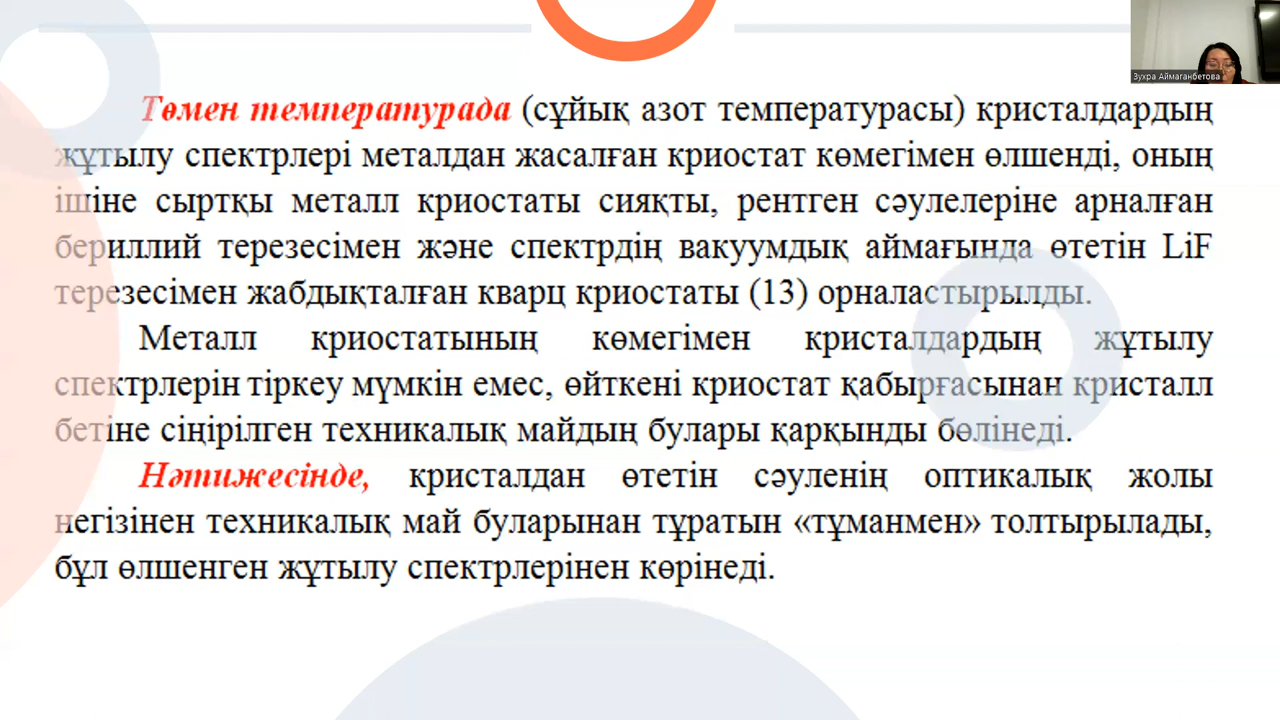 Зухра Аймаганбетова
Төмен температурада (сұйық азот температурасы) кристалдардың
жұтылу спектрлері металдан жасалған криостат көмегімен өлшенді, оның
ішіне сыртқы металл криостаты сияқты, рентген сәулелеріне арналған
бериллий терезесімен және спектрдің вакуумдық аймағында өтетін LiF
терезесімен жабдықталған кварц криостаты (13) орналастырылды.
Металл криостатының көмегімен кристалдардың жұтылу
спектрлерін тіркеу мүмкін емес, өйткені криостат қабырғасынан кристалл
бетіне сіңірілген техникалық майдың булары қарқынды бөлінеді.
Нәтижесінде, кристалдан өтетін сәуленің оптикалық жолы
негізінен техникалық май буларынан тұратын «тұманмен» толтырылады,
бұл өлшенген жұтылу спектрлерінен көрінеді.